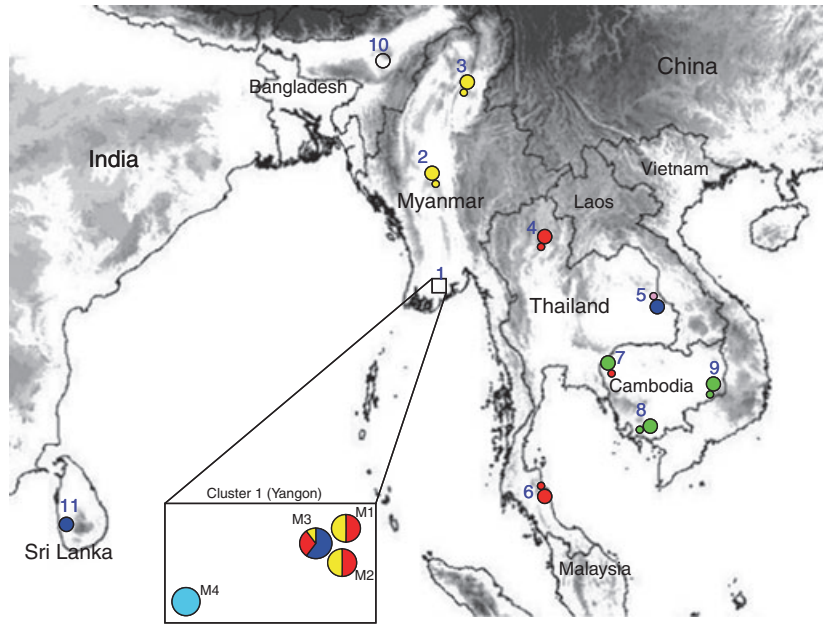 10
Bangladesh
3
China
India
2
Myanmar
Vietnam
Laos
4
1
Thailand
5
7
Cambodia
9
8
6
Malaysia
11
Sri Lanka
Cluster 1 (Yangon)
M1
M3
M2
M4